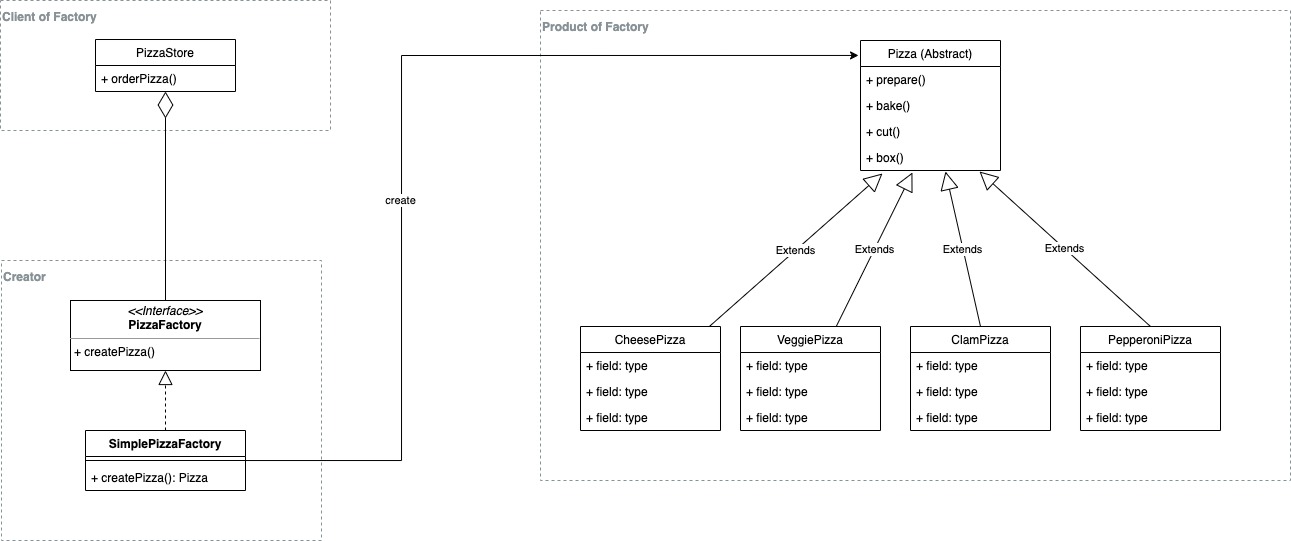 Client of Factory
PizzaStore
+ orderPizza()
Creator
<<Interface>>
PizzaFactory
+ createPizza()
SimplePizzaFactory
+ createPizza(): Pizza
create
Product of Factory
Pizza (Abstract)
+ prepare()
+ bake()
+ cut()
+ box()
Extends
Extends
Extends
Extends
CheesePizza
+ field: type
+ field: type
+ field: type
VeggiePizza
+ field: type
+ field: type
+ field: type
ClamPizza
+ field: type
+ field: type
+ field: type
PepperoniPizza
+ field: type
+ field: type
+ field: type